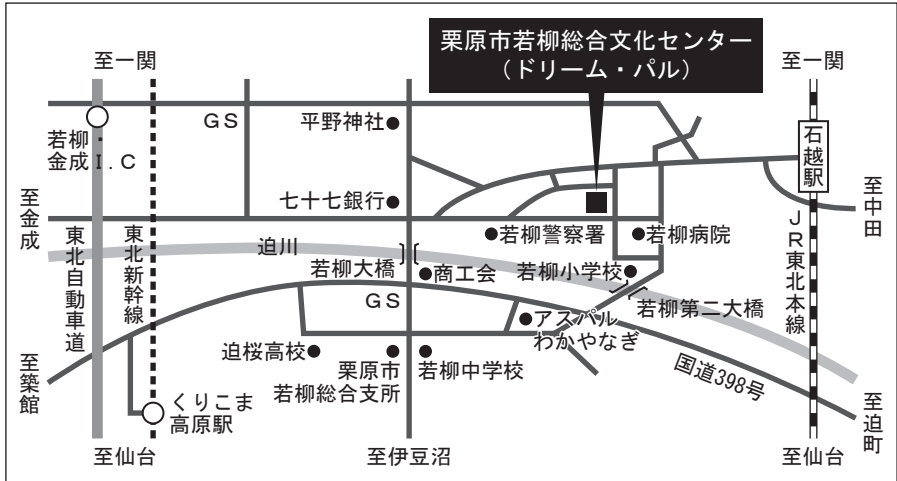 栗原市若柳総合文化センター
(ドリーム・パル)
至一関
至一関
GS
平野神社
若柳・
金成I.C
石越駅
至金成
七十七銀行
至中田
東北自動車道
東北新幹線
迫川
若柳大橋
商工会
若柳警察署
若柳病院
若柳小学校
JR東北本線
GS
アスパル
わかやなぎ
若柳第二大橋
至築館
迫桜高校
栗原市
若柳総合支所
若柳中学校
国道398号
くりこま
高原駅
至迫町
至仙台
至伊豆沼
至仙台